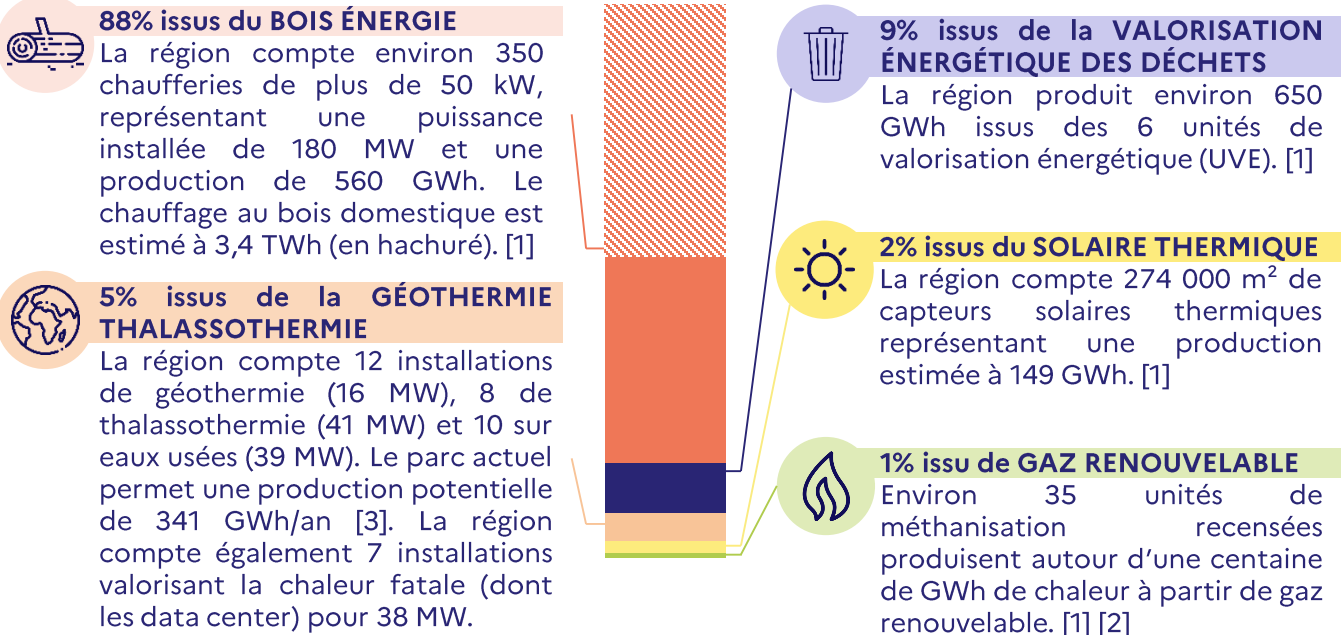 88% issus du BOIS ÉNERGIE
La région compte environ 350
chaufferies de plus de 50 kW,
représentant une puissance
installée de 180 MW et une
production de 560 GWh. Le
chauffage au bois domestique est
estimé à 3,4 TWh (en hachuré). [1]
5% issus de la GÉOTHERMIE
THALASSOTHERMIE
La région compte 12 installations
de géothermie (16 MW), 8 de
thalassothermie (41 MW) et 10 sur
eaux usées (39 MW). Le parc actuel
permet une production potentielle
de 341 GWh/an [3]. La région
compte également 7 installations
valorisant la chaleur fatale (dont
les data center) pour 38 MW.
9% issus de la VALORISATION
ÉNERGÉTIQUE DES DÉCHETS
La région produit environ 650
GWh issus des 6 unités de
valorisation énergétique (UVE). [1]
2% issus du SOLAIRE THERMIQUE
La région compte 274 000 m² de
capteurs solaires thermiques
représentant une production
estimée à 149 GWh. [1]
1% issu de GAZ RENOUVELABLE
Environ 35 unités de
méthanisation recensées
produisent autour d’une centaine
de GWh de chaleur à partir de gaz
renouvelable. [1] [2]